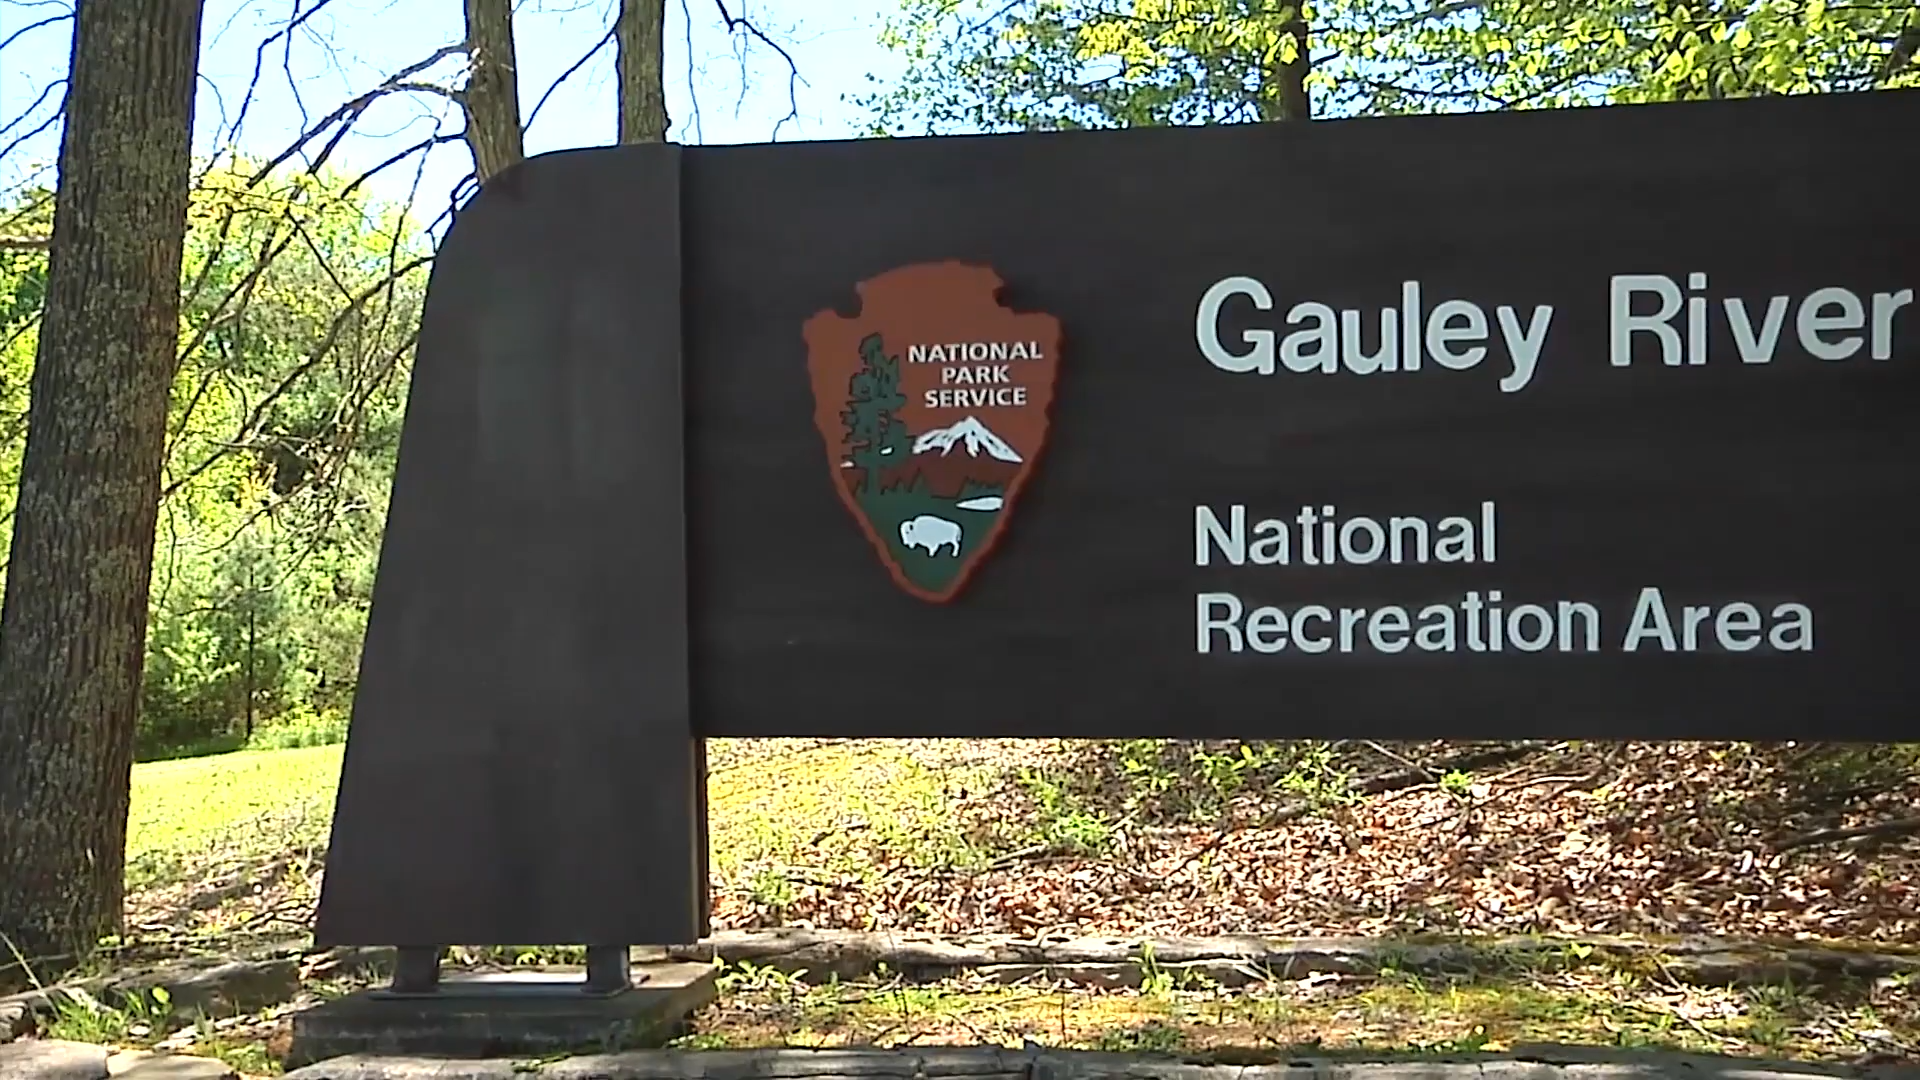 NATIONAL
PARK
SERVICE
Gauley River
National
Recreation Area